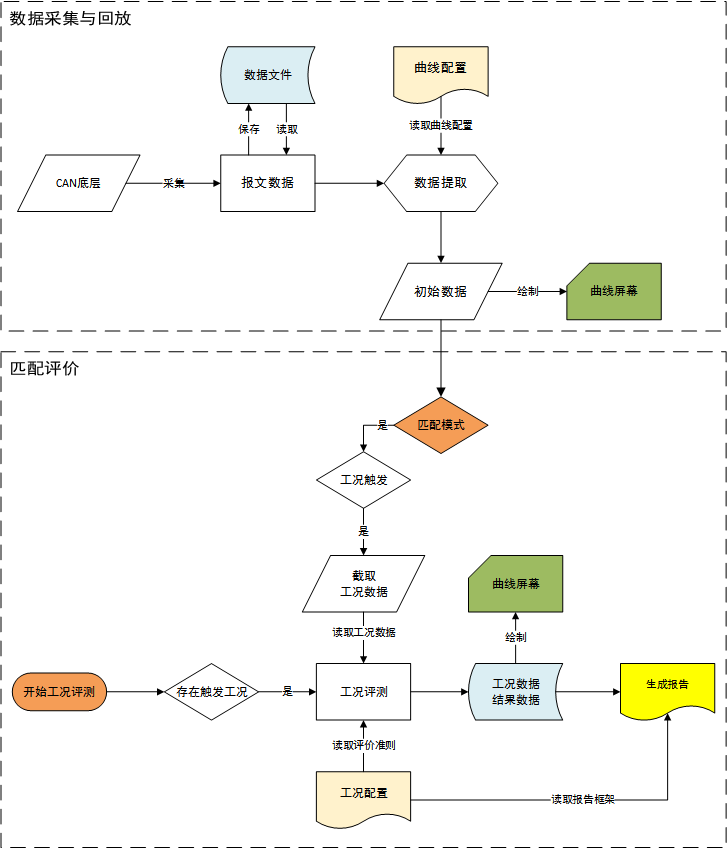 数据采集与回放
数据文件
曲线配置
保存
读取
读取曲线配置
CAN底层
采集
报文数据
数据提取
初始数据
绘制
曲线屏幕
匹配评价
匹配模式
是
工况触发
是
截取
工况数据
曲线屏幕
读取工况数据
绘制
开始工况评测
存在触发工况
是
工况评测
工况数据
结果数据
生成报告
读取评价准则
工况配置
读取报告框架